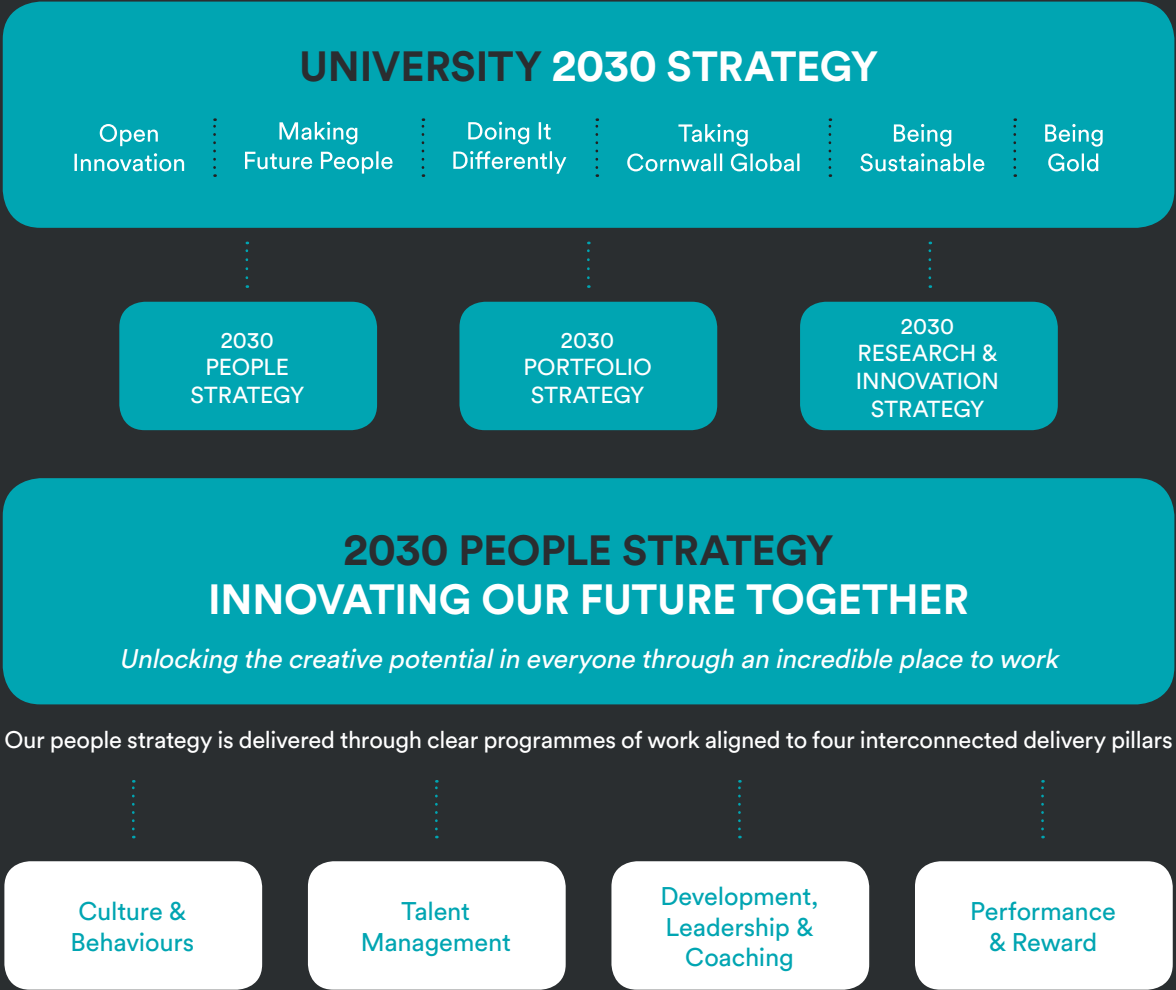 UNIVERSITY 2030 STRATEGY
Open
Innovation
Making
Future People
Doing It
Differently
Taking
Cornwall Global
Being
Sustainable
Being
Gold
2030
PEOPLE
STRATEGY
2030
PORTFOLIO
STRATEGY
2030
RESEARCH &
INNOVATION
STRATEGY
2030 PEOPLE STRATEGY
INNOVATING OUR FUTURE TOGETHER
Unlocking the creative potential in everyone through an incredible place to work
Our people strategy is delivered through clear programmes of work aligned to four interconnected delivery pillars
Culture &
Behaviours
Talent
Management
Development,
Leadership &
Coaching
Performance
& Reward